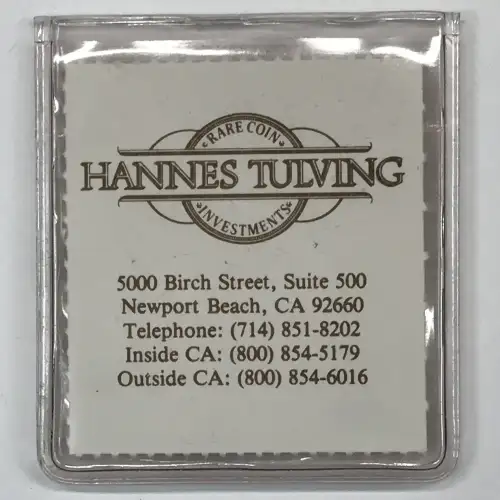 RARE COIN
HANNES TULVING
INVESTMENTS
5000 Birch Street, Suite 500
Newport Beach, CA 92660
Telephone: (714) 851-8202
Inside CA: (800) 854-5179
Outside CA: (800) 854-6016